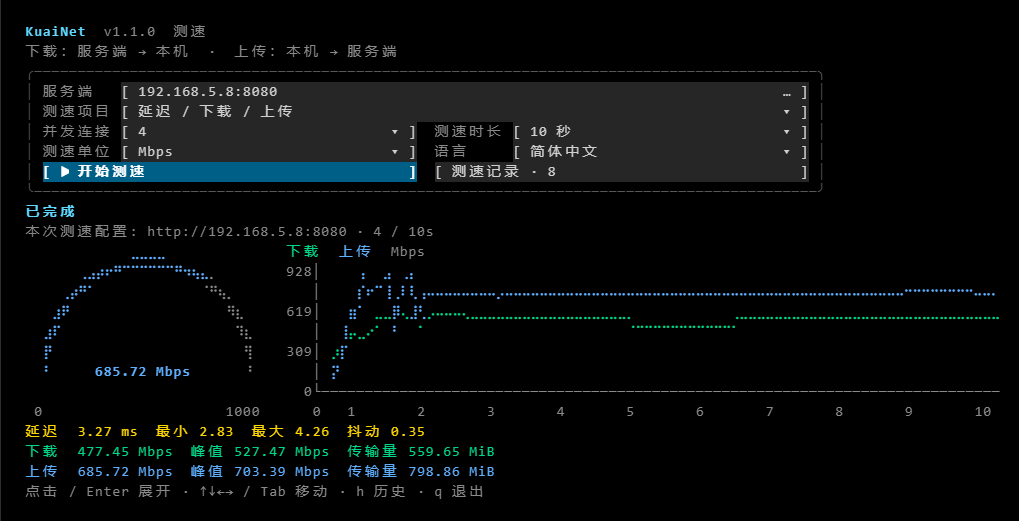 KuaiNet v1.1.0 测速
下载: 服务端 → 本机 · 上传: 本机 → 服务端
服务端 [ 192.168.5.8:8080 … ]
测速项目 [ 延迟 / 下载 / 上传 ▾ ]
并发连接 [ 4 ▾ ] 测速时长 [ 10 秒 ▾ ]
测速单位 [ Mbps ▾ ] 语言 [ 简体中文 ▾ ]
[ ▶ 开始测速 ] [ 测速记录 · 8 ]
已完成
本次测速配置: http://192.168.5.8:8080 · 4 / 10s
下载 上传 Mbps
928
619
309
685.72 Mbps
0
0 1000 0 1 2 3 4 5 6 7 8 9 10
延迟 3.27 ms 最小 2.83 最大 4.26 抖动 0.35
下载 477.45 Mbps 峰值 527.47 Mbps 传输量 559.65 MiB
上传 685.72 Mbps 峰值 703.39 Mbps 传输量 798.86 MiB
点击 / Enter 展开 · ↑↓←→ / Tab 移动 · h 历史 · q 退出